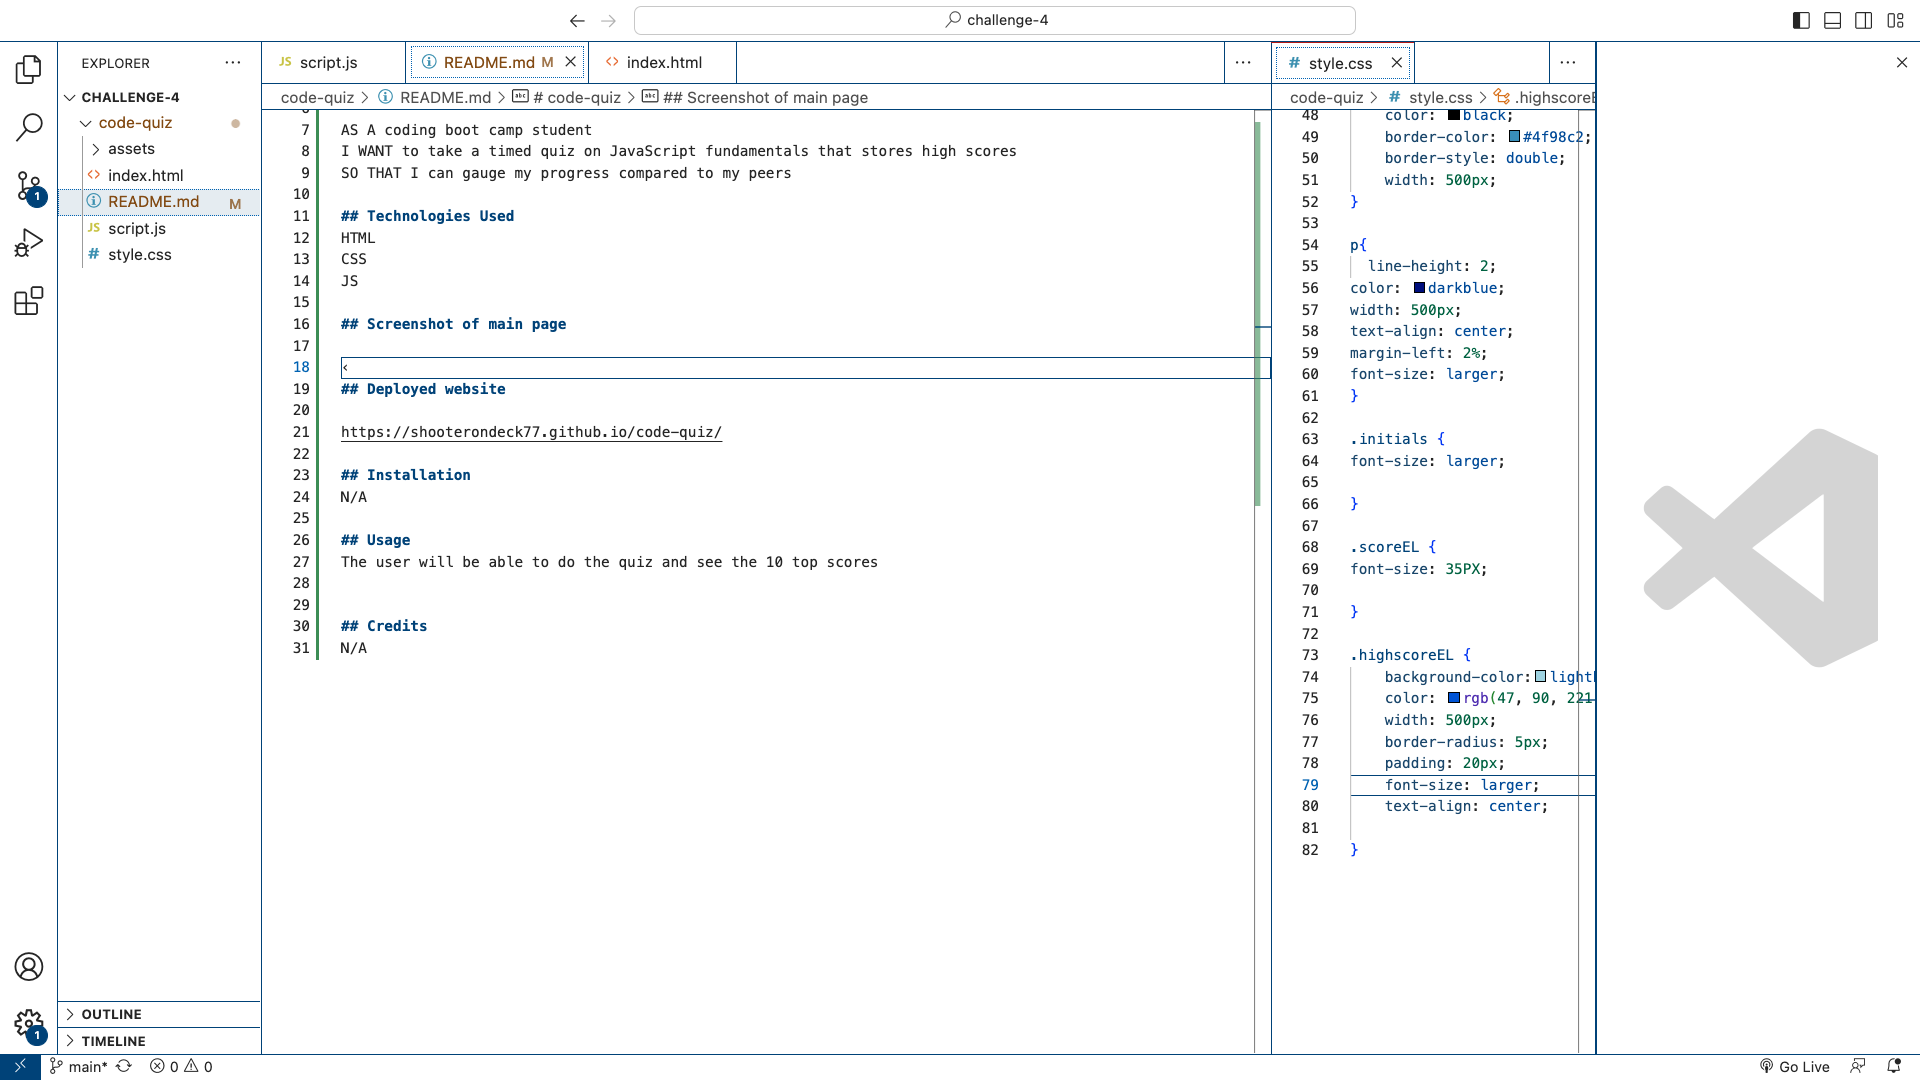 challenge-4
EXPLORER
CHALLENGE-4
code-quiz
assets
index.html
README.md M
script.js
style.css
OUTLINE
TIMELINE
script.js
README.md M
index.html
code-quiz > README.md > # code-quiz > ## Screenshot of main page
7 AS A coding boot camp student
8 I WANT to take a timed quiz on JavaScript fundamentals that stores high scores
9 SO THAT I can gauge my progress compared to my peers
10
11 ## Technologies Used
12 HTML
13 CSS
14 JS
15
16 ## Screenshot of main page
17
18 <
19 ## Deployed website
20
21 https://shooterondeck77.github.io/code-quiz/
22
23 ## Installation
24 N/A
25
26 ## Usage
27 The user will be able to do the quiz and see the 10 top scores
28
29
30 ## Credits
31 N/A
# style.css
code-quiz > # style.css > .highscoreE
48 color: black;
49 border-color: #4f98c2;
50 border-style: double;
51 width: 500px;
52 }
53
54 p{
55 line-height: 2;
56 color: darkblue;
57 width: 500px;
58 text-align: center;
59 margin-left: 2%;
60 font-size: larger;
61 }
62
63 .initials {
64 font-size: larger;
65
66 }
67
68 .scoreEL {
69 font-size: 35PX;
70
71 }
72
73 .highscoreEL {
74 background-color: light
75 color: rgb(47, 90, 221
76 width: 500px;
77 border-radius: 5px;
78 padding: 20px;
79 font-size: larger;
80 text-align: center;
81
82 }
1
1
main* 0 0
Go Live